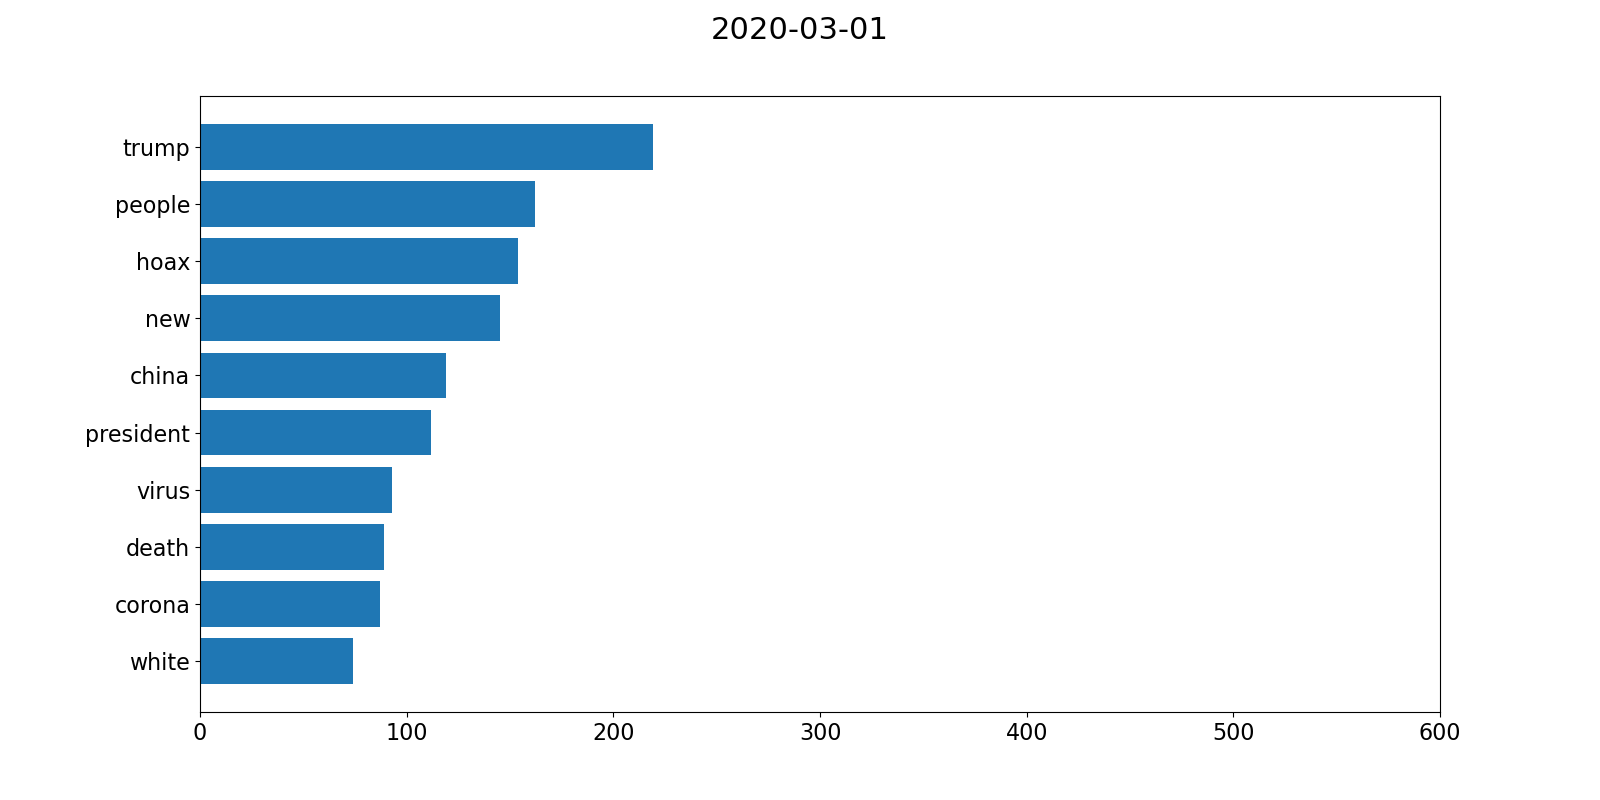 2020-03-01
trump
people
hoax
new
china
president
virus
death
corona
white
0 100 200 300 400 500 600